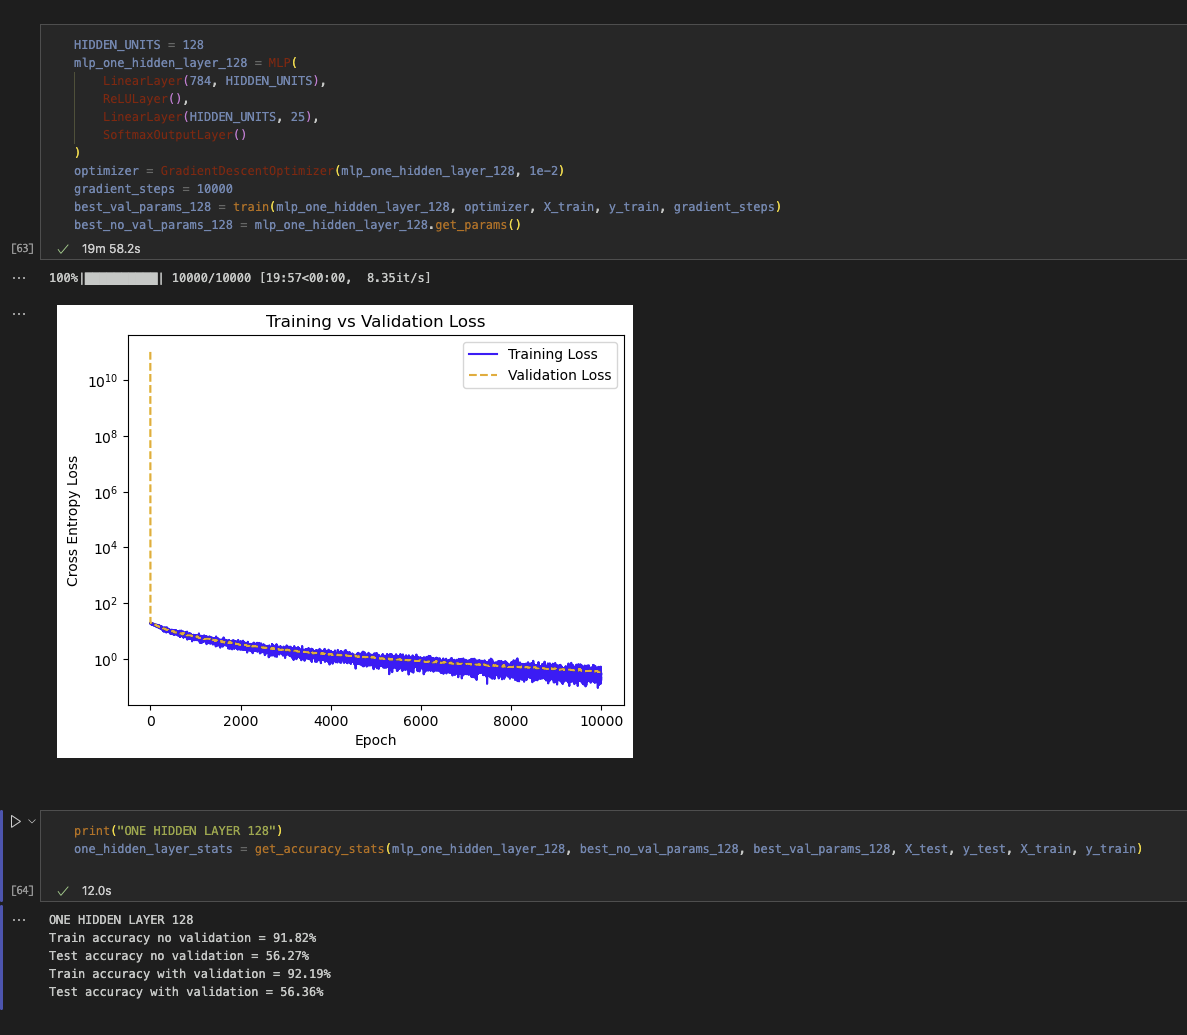 HIDDEN_UNITS = 128
mlp_one_hidden_layer_128 = MLP(
    LinearLayer(784, HIDDEN_UNITS),
    ReLULayer(),
    LinearLayer(HIDDEN_UNITS, 25),
    SoftmaxOutputLayer()
)
optimizer = GradientDescentOptimizer(mlp_one_hidden_layer_128, 1e-2)
gradient_steps = 10000
best_val_params_128 = train(mlp_one_hidden_layer_128, optimizer, X_train, y_train, gradient_steps)
best_no_val_params_128 = mlp_one_hidden_layer_128.get_params()
[63] ✓ 19m 58.2s
... 100%|██████████| 10000/10000 [19:57<00:00,  8.35it/s]
...
Training vs Validation Loss
Training Loss
Validation Loss
10^10
10^8
10^6
10^4
10^2
10^0
Cross Entropy Loss
0 2000 4000 6000 8000 10000
Epoch
print("ONE HIDDEN LAYER 128")
one_hidden_layer_stats = get_accuracy_stats(mlp_one_hidden_layer_128, best_no_val_params_128, best_val_params_128, X_test, y_test, X_train, y_train)
[64] ✓ 12.0s
... ONE HIDDEN LAYER 128
Train accuracy no validation = 91.82%
Test accuracy no validation = 56.27%
Train accuracy with validation = 92.19%
Test accuracy with validation = 56.36%